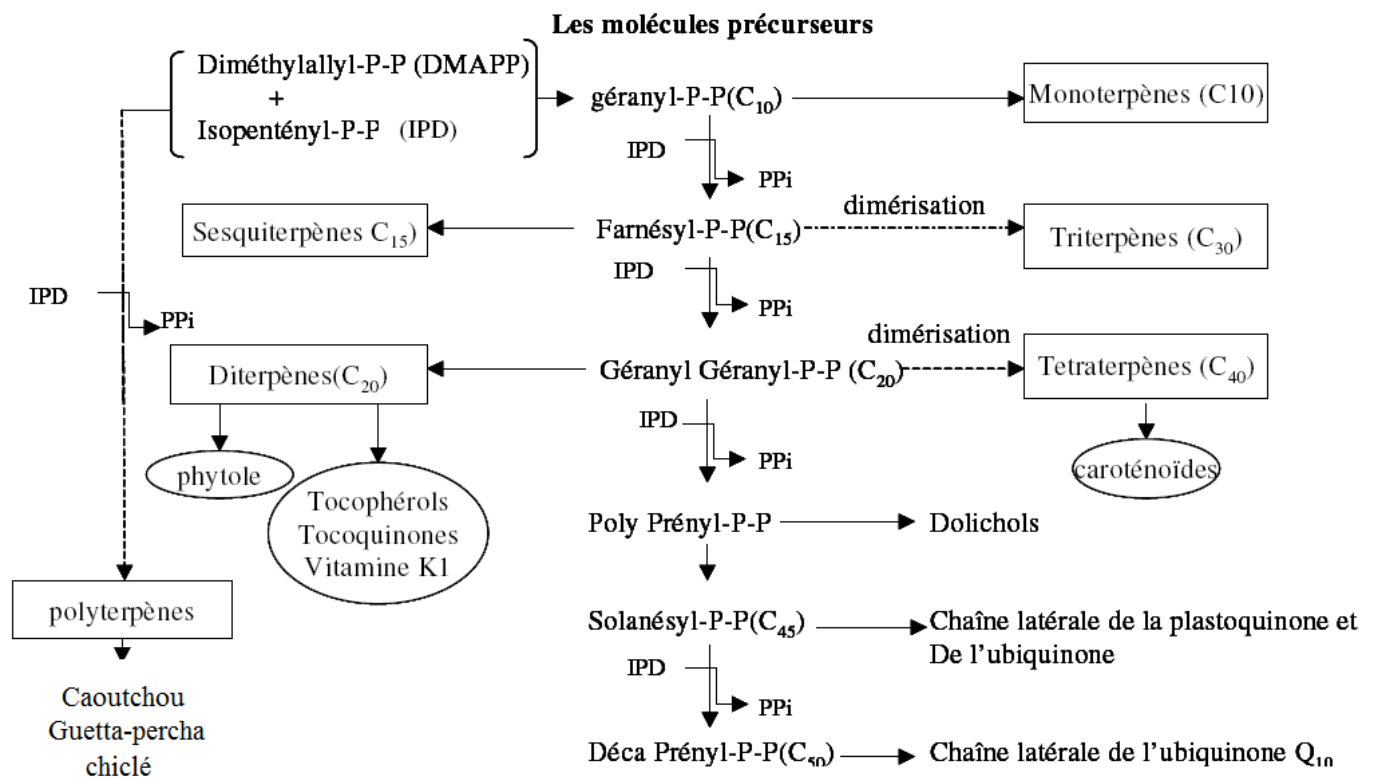 Les molécules précurseurs
Diméthylallyl-P-P (DMAPP)
+
Isopentényl-P-P (IPD)
géranyl-P-P(C₁₀)
Monoterpènes (C10)
IPD
PPi
Sesquiterpènes C₁₅)
Farnésyl-P-P(C₁₅)
dimérisation
Triterpènes (C₃₀)
IPD
PPi
IPD
PPi
Diterpènes(C₂₀)
Géranyl Géranyl-P-P (C₂₀)
dimérisation
Tetraterpènes (C₄₀)
IPD
PPi
phytole
Tocophérols
Tocoquinones
Vitamine K1
caroténoïdes
Poly Prényl-P-P
Dolichols
polyterpènes
Solanésyl-P-P(C₄₅)
Chaîne latérale de la plastoquinone et
De l'ubiquinone
IPD
PPi
Caoutchou
Guetta-percha
chiclé
Déca Prényl-P-P(C₅₀)
Chaîne latérale de l'ubiquinone Q₁₀